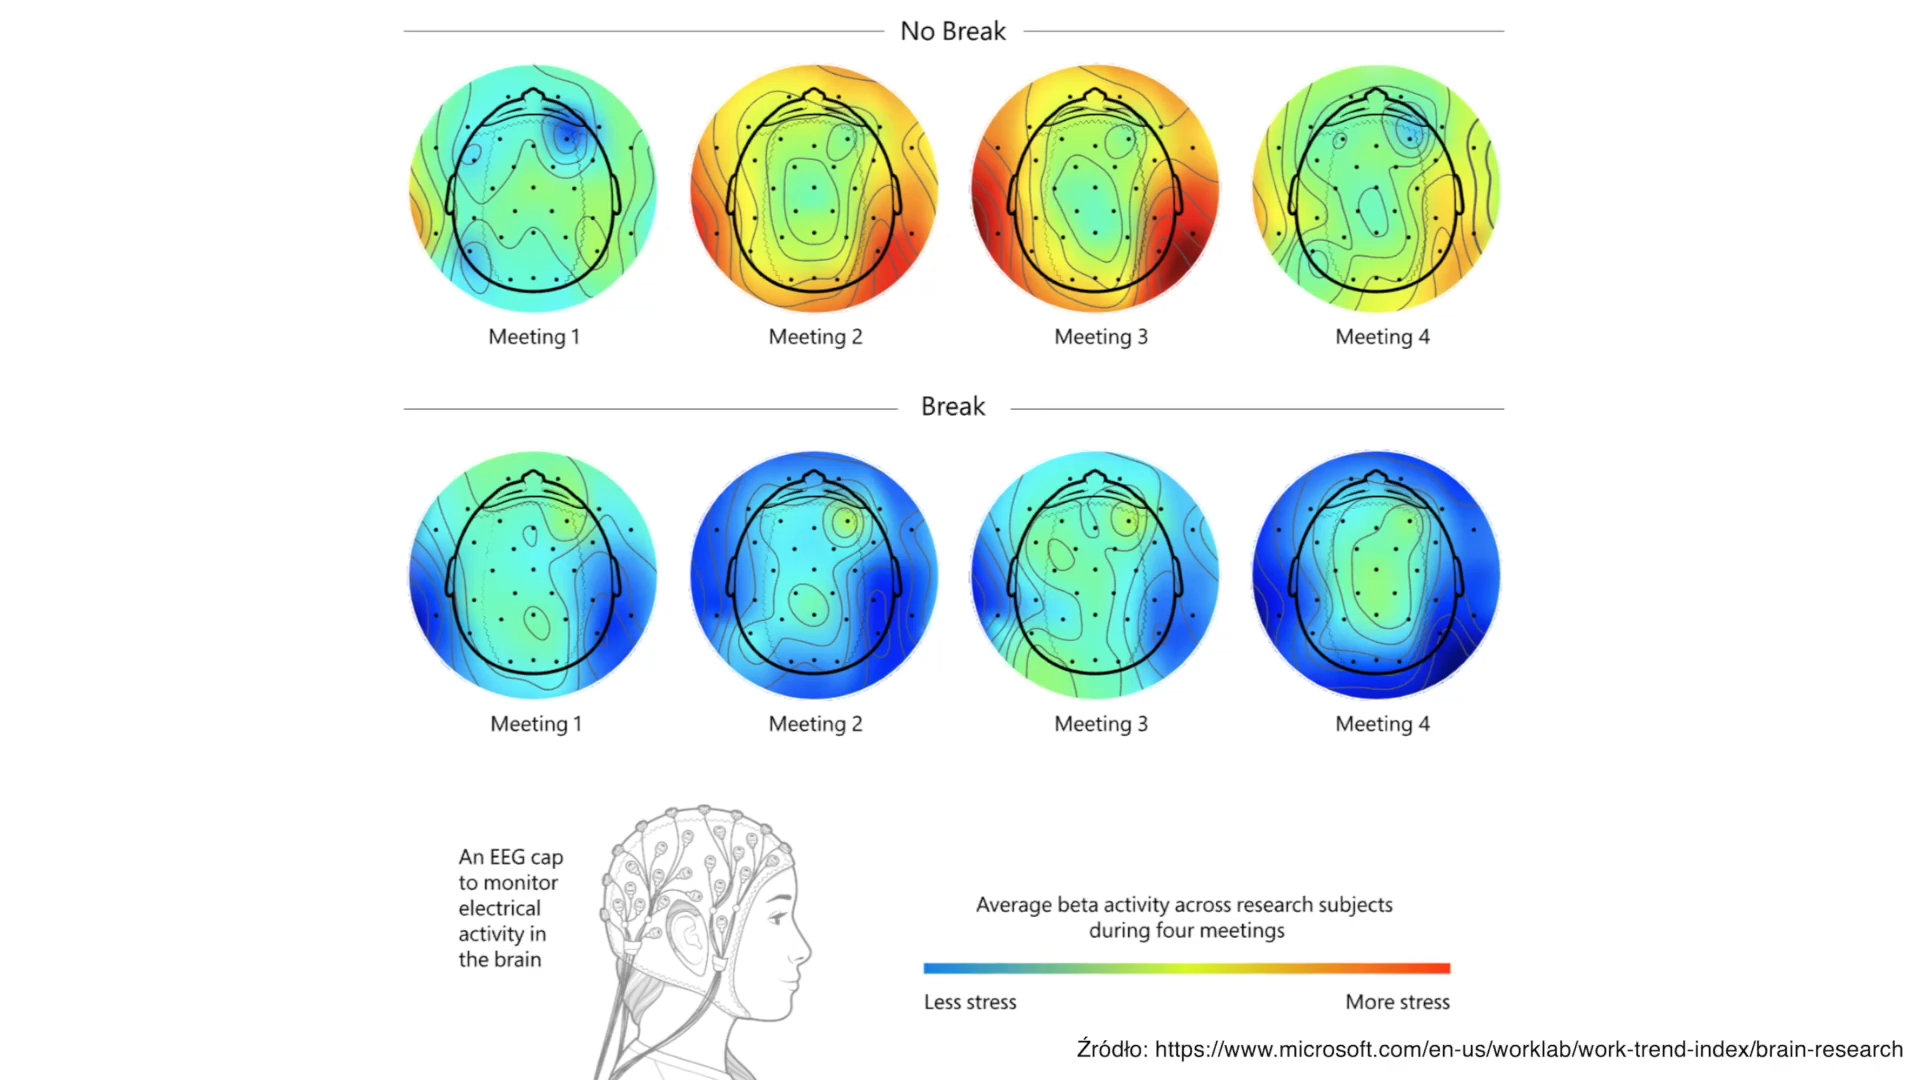 No Break
Meeting 1
Meeting 2
Meeting 3
Meeting 4
Break
Meeting 1
Meeting 2
Meeting 3
Meeting 4
An EEG cap
to monitor
electrical
activity in
the brain
Average beta activity across research subjects
during four meetings
Less stress
More stress
Źródło: https://www.microsoft.com/en-us/worklab/work-trend-index/brain-research